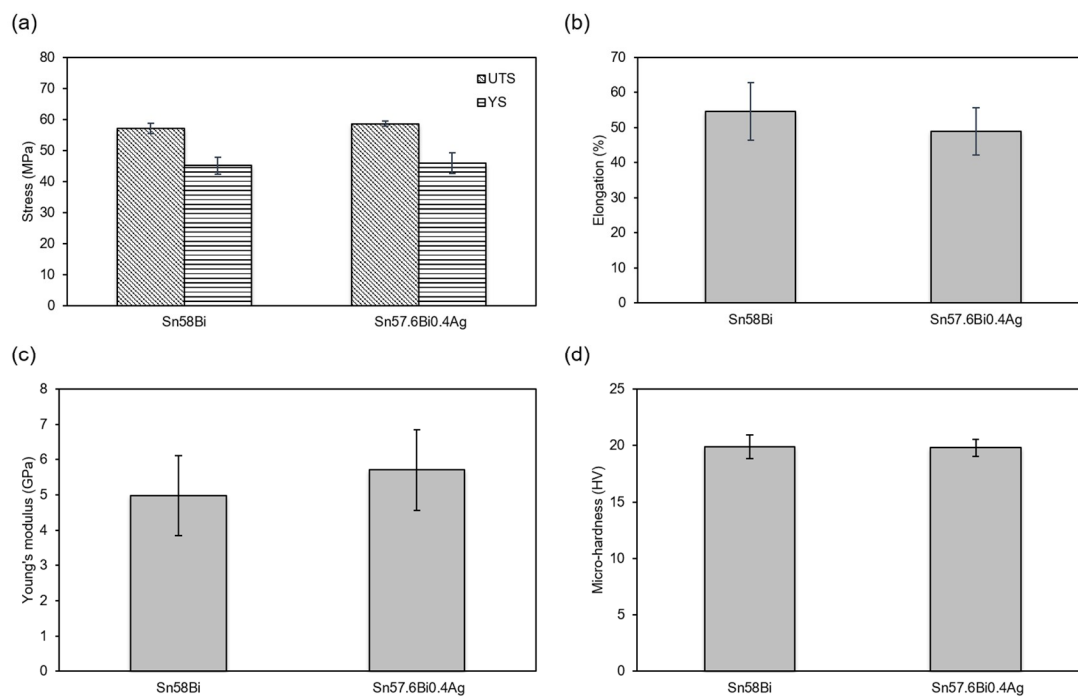 (a)
80
70
60
50
40
30
20
10
0
Stress (MPa)
UTS
YS
Sn58Bi
Sn57.6Bi0.4Ag
(b)
70
60
50
40
30
20
10
0
Elongation (%)
Sn58Bi
Sn57.6Bi0.4Ag
(c)
8
7
6
5
4
3
2
1
0
Young's modulus (GPa)
Sn58Bi
Sn57.6Bi0.4Ag
(d)
25
20
15
10
5
0
Micro-hardness (HV)
Sn58Bi
Sn57.6Bi0.4Ag